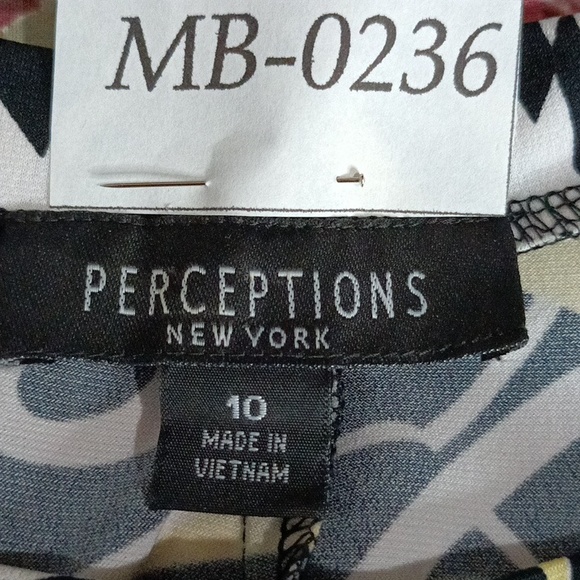 MB-0236
PERCEPTIONS
NEW YORK
10
MADE IN
VIETNAM